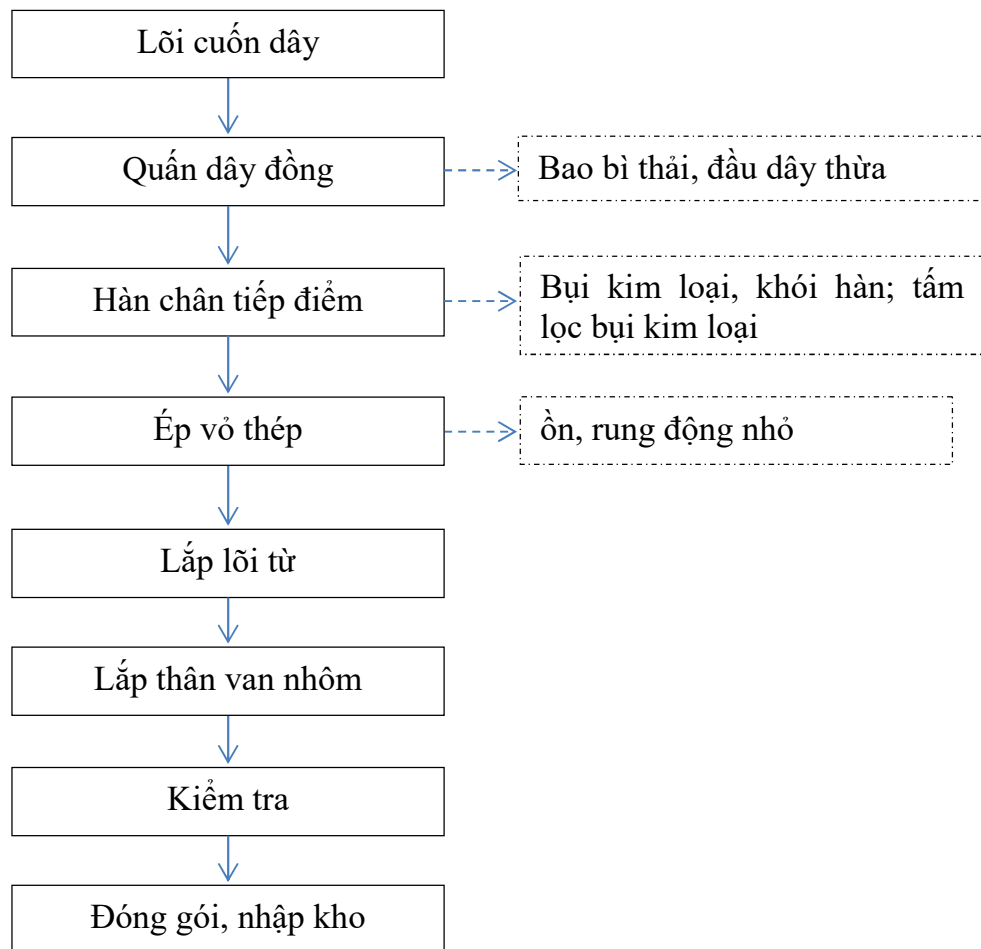 Lõi cuốn dây
Quấn dây đồng
Bao bì thải, đầu dây thừa
Hàn chân tiếp điểm
Bụi kim loại, khói hàn; tấm
lọc bụi kim loại
Ép vỏ thép
ồn, rung động nhỏ
Lắp lõi từ
Lắp thân van nhôm
Kiểm tra
Đóng gói, nhập kho